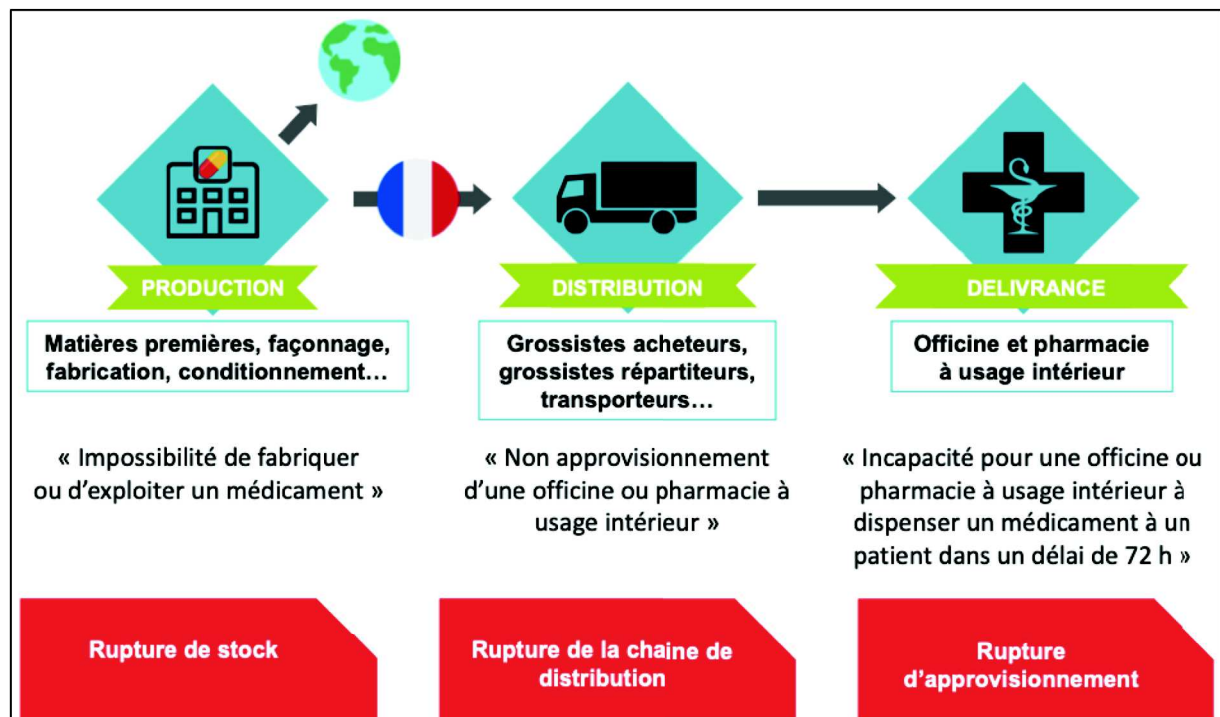 PRODUCTION
Matières premières, façonnage,
fabrication, conditionnement…
« Impossibilité de fabriquer
ou d’exploiter un médicament »
Rupture de stock
DISTRIBUTION
Grossistes acheteurs,
grossistes répartiteurs,
transporteurs…
« Non approvisionnement
d’une officine ou pharmacie à
usage intérieur »
Rupture de la chaine de
distribution
DELIVRANCE
Officine et pharmacie
à usage intérieur
« Incapacité pour une officine ou
pharmacie à usage intérieur à
dispenser un médicament à un
patient dans un délai de 72 h »
Rupture
d’approvisionnement